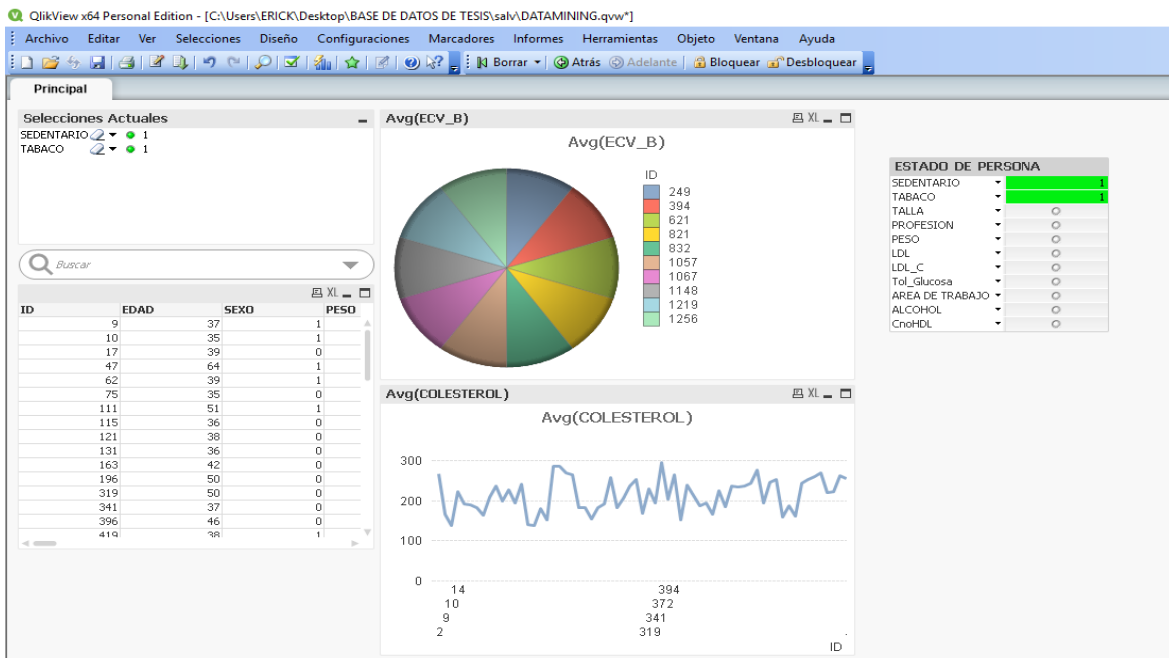 QlikView x64 Personal Edition - [C:\Users\ERICK\Desktop\BASE DE DATOS DE TESIS\salv\DATAMINING.qvw*]
Archivo Editar Ver Selecciones Diseño Configuraciones Marcadores Informes Herramientas Objeto Ventana Ayuda
Borrar Atrás Adelante Bloquear Desbloquear
Principal
Selecciones Actuales
SEDENTARIO 1
TABACO 1
Buscar
XL
ID EDAD SEXO PESO
9 37 1
10 35 1
17 39 0
47 64 1
62 39 1
75 35 0
111 51 1
115 36 0
121 38 0
131 36 0
163 42 0
196 50 0
319 50 0
341 37 0
396 46 0
419 38 1
Avg(ECV_B) XL
Avg(ECV_B)
ID
249
394
621
821
832
1057
1067
1148
1219
1256
Avg(COLESTEROL) XL
Avg(COLESTEROL)
300
200
100
0
14 394
10 372
9 341
2 319
ID
ESTADO DE PERSONA
SEDENTARIO 1
TABACO 1
TALLA
PROFESION
PESO
LDL
LDL_C
Tol_Glucosa
AREA DE TRABAJO
ALCOHOL
CnoHDL